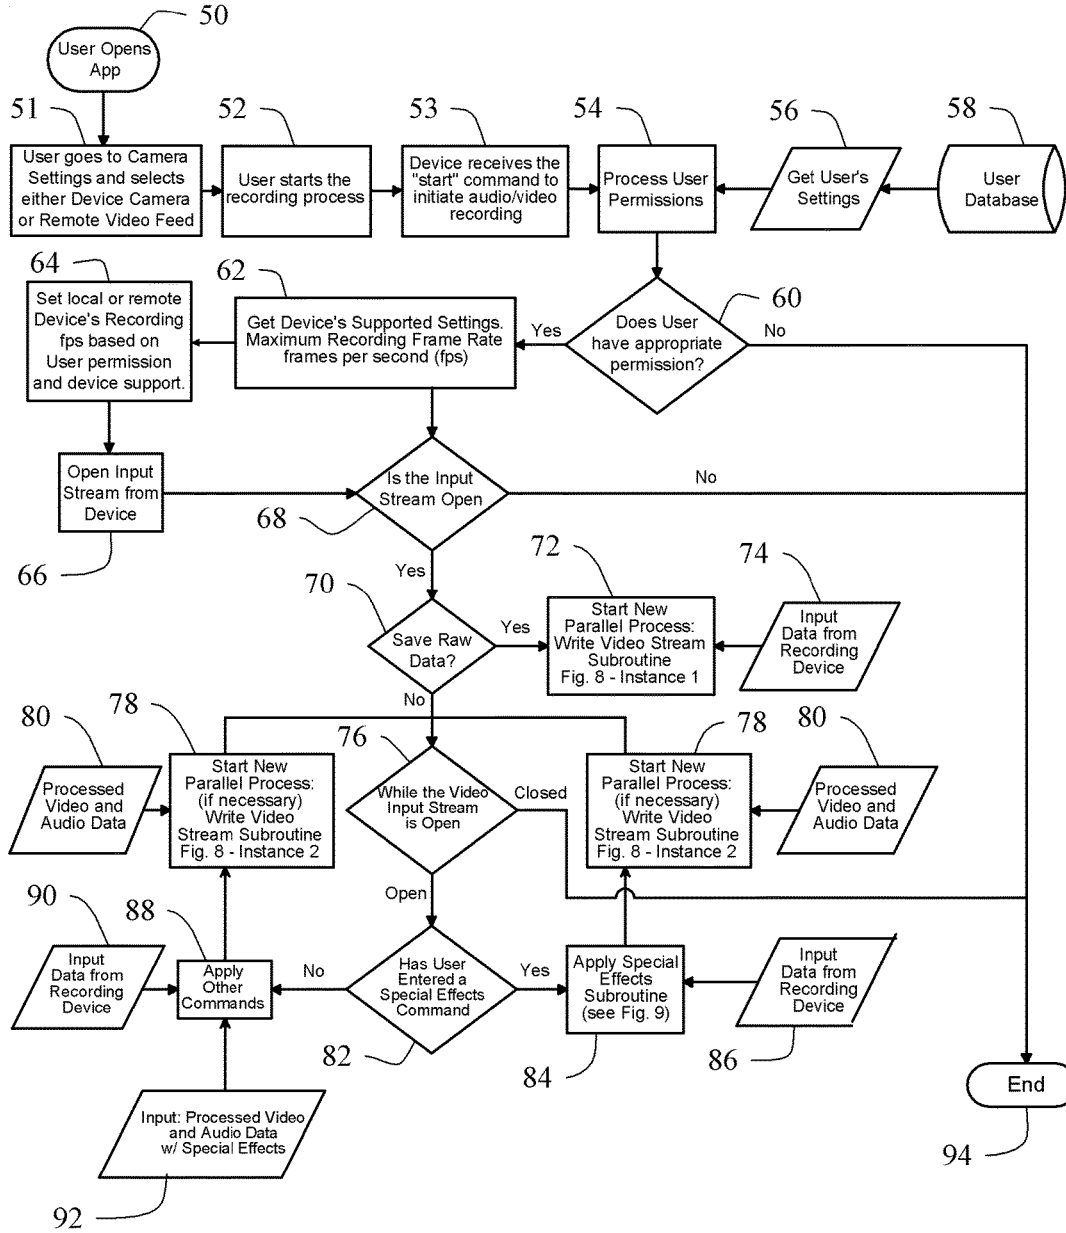 50
User Opens
App
51
52
53
54
56
58
User goes to Camera
Settings and selects
either Device Camera
or Remote Video Feed
User starts the
recording process
Device receives the
"start" command to
initiate audio/video
recording
Process User
Permissions
Get User's
Settings
User
Database
64
62
60
Set local or remote
Device's Recording
fps based on
User permission
and device support.
Get Device's Supported Settings.
Maximum Recording Frame Rate
frames per second (fps)
Yes
Does User
have appropriate
permission?
No
Open Input
Stream from
Device
66
Is the Input
Stream Open
68
No
Yes
70
72
74
Save Raw
Data?
Yes
Start New
Parallel Process:
Write Video Stream
Subroutine
Fig. 8 - Instance 1
Input
Data from
Recording
Device
No
80
78
76
78
80
Processed
Video and
Audio Data
Start New
Parallel Process:
(if necessary)
Write Video
Stream Subroutine
Fig. 8 - Instance 2
While the Video
Input Stream
is Open
Closed
Start New
Parallel Process:
(if necessary)
Write Video
Stream Subroutine
Fig. 8 - Instance 2
Processed
Video and
Audio Data
Open
90
88
Input
Data from
Recording
Device
Apply
Other
Commands
No
Has User
Entered a
Special Effects
Command
Yes
Apply Special
Effects
Subroutine
(see Fig. 9)
Input
Data from
Recording
Device
82
84
86
End
94
Input: Processed Video
and Audio Data
w/ Special Effects
92